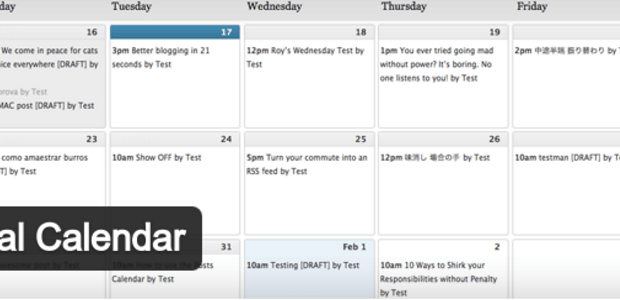 day Tuesday Wednesday Thursday Friday
16 17 18 19
We come in peace for cats
nice everywhere [DRAFT] by
prova by Test
MAC post [DRAFT] by Test
3pm Better blogging in 21
seconds by Test
12pm Roy's Wednesday Test by
Test
1pm You ever tried going mad
without power? It's boring. No
one listens to you! by Test
2pm 中途半端 振り替わり by
23 24 25 26
como amaestrar burros
T] by Test
10am Show OFF by Test
5pm Turn your commute into an
RSS feed by Test
12pm 味消し 場合の手 by Test
10am testman [DRAFT] by Te
al Calendar
31 Feb 1 2
Calendar by Test
10am Testing [DRAFT] by Test
10am 10 Ways to Shirk your
Responsibilities without Penalty
by Test